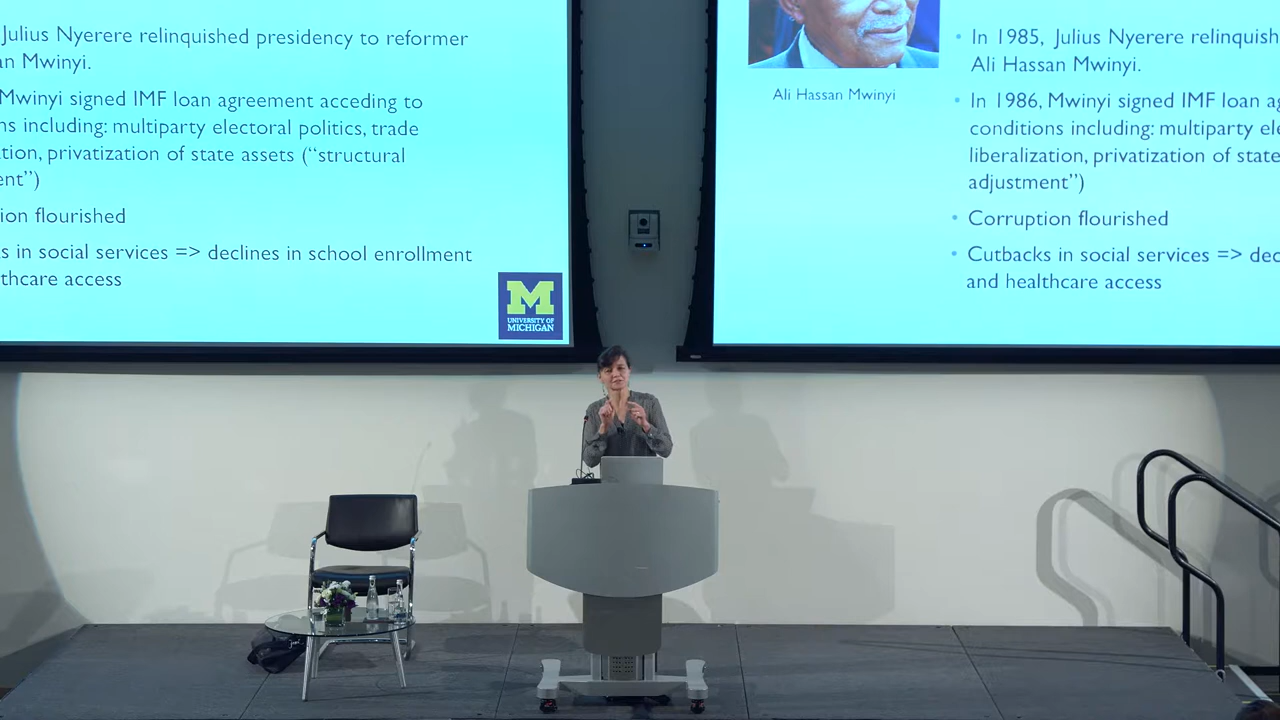 Julius Nyerere relinquished presidency to reformer
an Mwinyi.
Mwinyi signed IMF loan agreement acceding to
ns including: multiparty electoral politics, trade
tion, privatization of state assets (“structural
ent”)
ion flourished
s in social services => declines in school enrollment
thcare access
M
UNIVERSITY OF
MICHIGAN
Ali Hassan Mwinyi
• In 1985, Julius Nyerere relinquish
Ali Hassan Mwinyi.
• In 1986, Mwinyi signed IMF loan ag
conditions including: multiparty ele
liberalization, privatization of state
adjustment”)
• Corruption flourished
• Cutbacks in social services => dec
and healthcare access